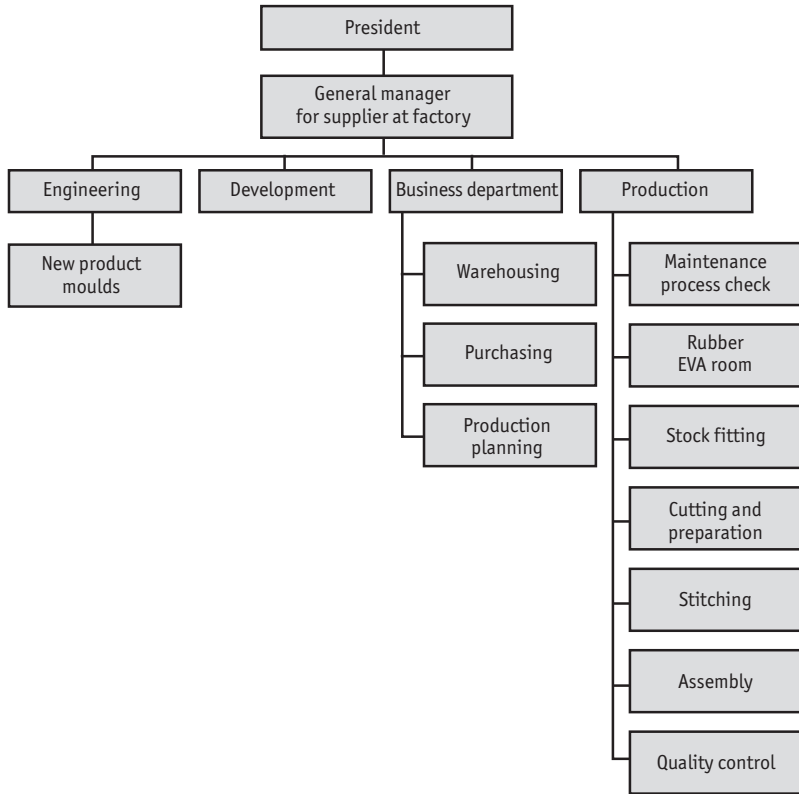 President
General manager
for supplier at factory
Engineering
Development
Business department
Production
New product
moulds
Warehousing
Purchasing
Production
planning
Maintenance
process check
Rubber
EVA room
Stock fitting
Cutting and
preparation
Stitching
Assembly
Quality control